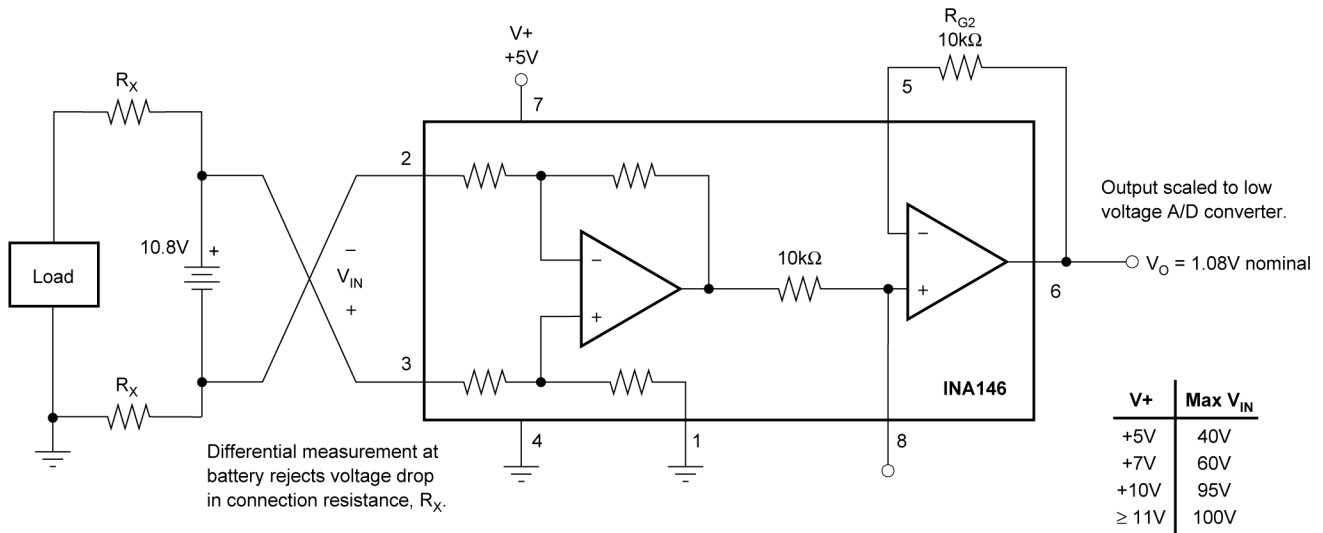 V+
+5V
7
R_G2
10kΩ
5
R_X
2
Output scaled to low
voltage A/D converter.
10.8V
+
−
V_IN
+
Load
−
+
10kΩ
−
+
V_O = 1.08V nominal
6
3
R_X
INA146
4
1
8
Differential measurement at
battery rejects voltage drop
in connection resistance, R_X.
V+ Max V_IN
+5V 40V
+7V 60V
+10V 95V
≥ 11V 100V